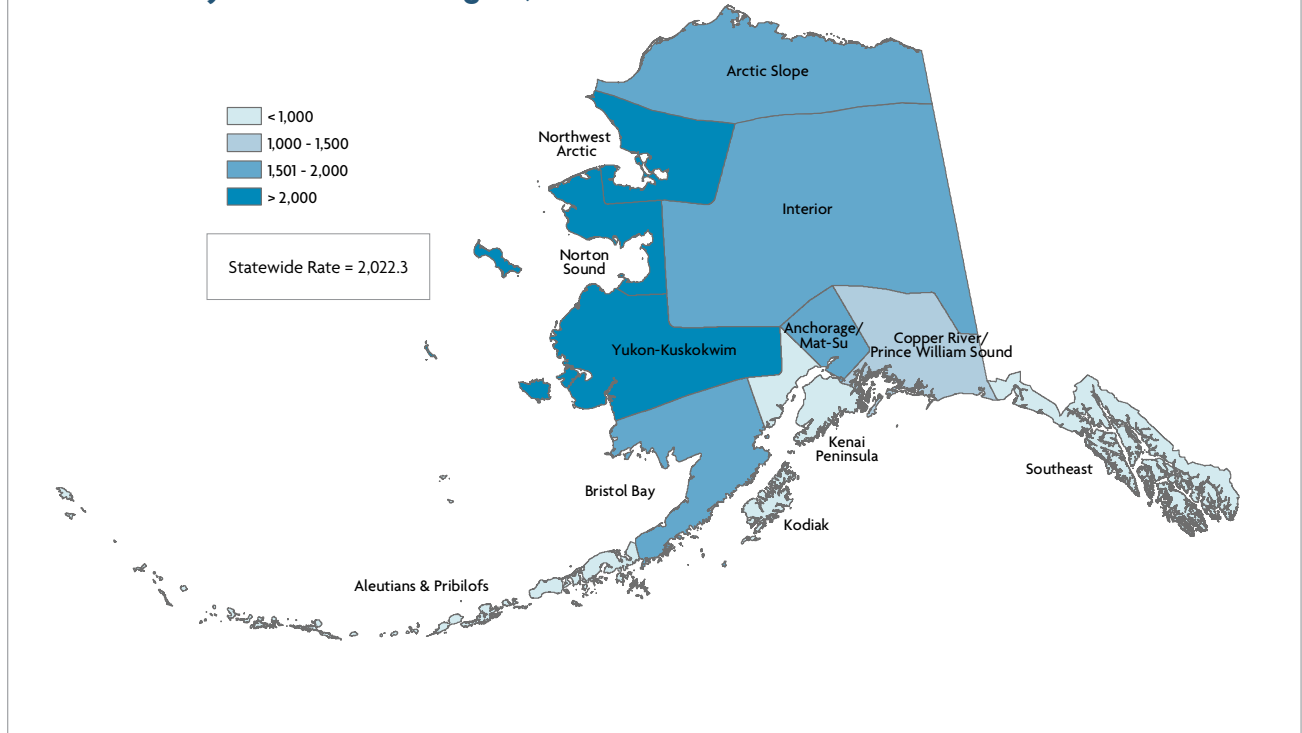 Arctic Slope
< 1,000
1,000 - 1,500
1,501 - 2,000
> 2,000
Northwest
Arctic
Interior
Statewide Rate = 2,022.3
Norton
Sound
Anchorage/
Mat-Su
Copper River/
Prince William Sound
Yukon-Kuskokwim
Kenai
Peninsula
Southeast
Bristol Bay
Kodiak
Aleutians & Pribilofs